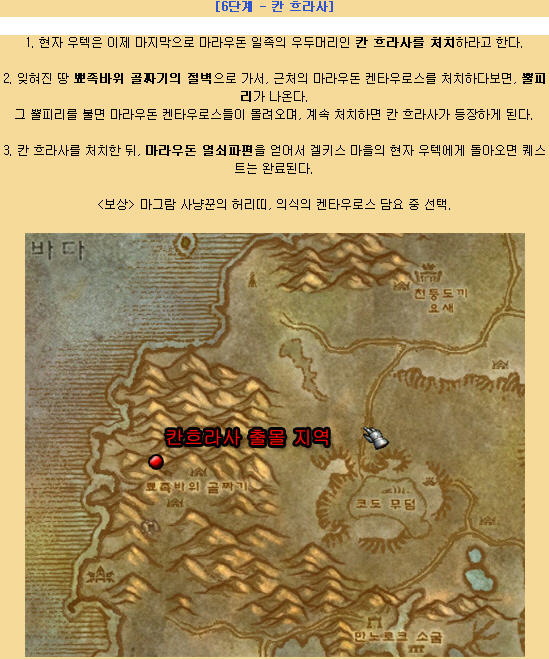 [6단계 - 칸 흐라사]
1. 현자 우텍은 이제 마지막으로 마라우돈 일족의 우두머리인 칸 흐라사를 처치하라고 한다.
2. 잊혀진 땅 뾰족바위 골짜기의 절벽으로 가서, 근처의 마라우돈 켄타우로스를 처치하다보면, 뿔피
리가 나온다.
그 뿔피리를 불면 마라우돈 켄타우로스들이 몰려오며, 계속 처치하면 칸 흐라사가 등장하게 된다.
3. 칸 흐라사를 처치한 뒤, 마라우돈 열쇠파편을 얻어서 겔키스 마을의 현자 우텍에게 돌아오면 퀘스
트는 완료된다.
<보상> 마그람 사냥꾼의 허리띠, 의식의 켄타우로스 담요 중 선택.
바다
천둥도끼
요새
칸흐라사 출몰 지역
뾰족바위 골짜기
코도 무덤
만노로크 소굴